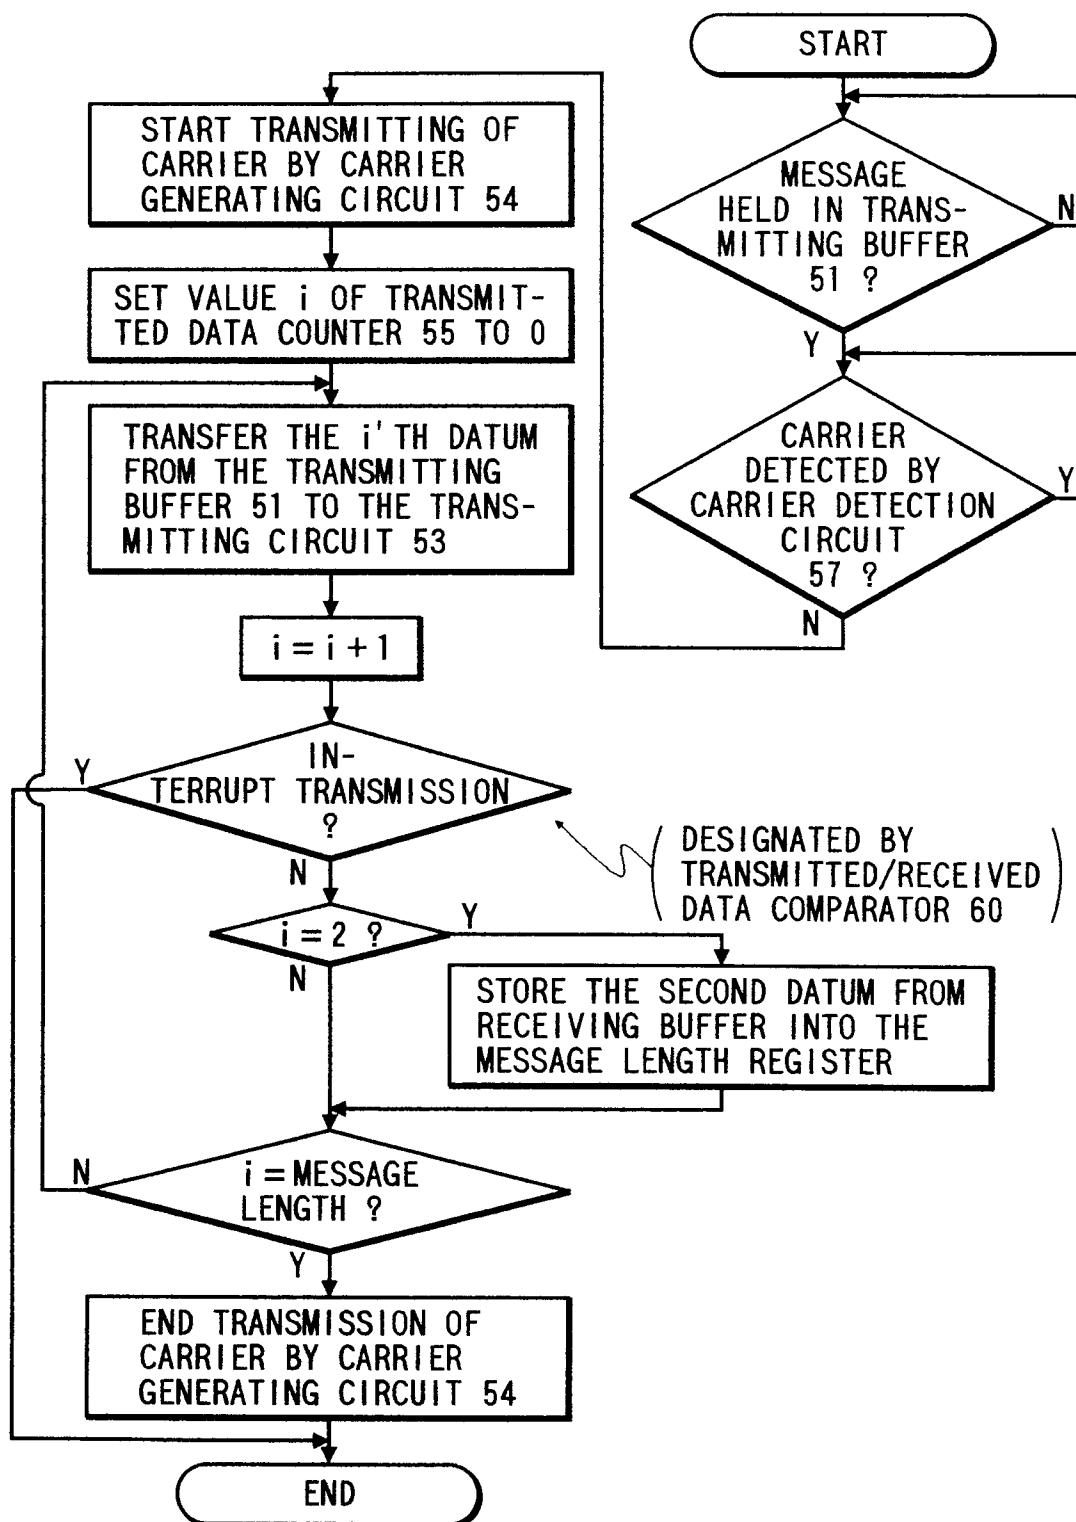 START
MESSAGE
HELD IN TRANS-
MITTING BUFFER
51 ?
N
Y
CARRIER
DETECTED BY
CARRIER DETECTION
CIRCUIT
57 ?
Y
N
START TRANSMITTING OF
CARRIER BY CARRIER
GENERATING CIRCUIT 54
SET VALUE i OF TRANSMIT-
TED DATA COUNTER 55 TO 0
TRANSFER THE i'TH DATUM
FROM THE TRANSMITTING
BUFFER 51 TO THE TRANS-
MITTING CIRCUIT 53
i = i + 1
IN-
TERRUPT TRANSMISSION
?
Y
N
(DESIGNATED BY
TRANSMITTED/RECEIVED
DATA COMPARATOR 60)
i = 2 ?
Y
N
STORE THE SECOND DATUM FROM
RECEIVING BUFFER INTO THE
MESSAGE LENGTH REGISTER
i = MESSAGE
LENGTH ?
N
Y
END TRANSMISSION OF
CARRIER BY CARRIER
GENERATING CIRCUIT 54
END